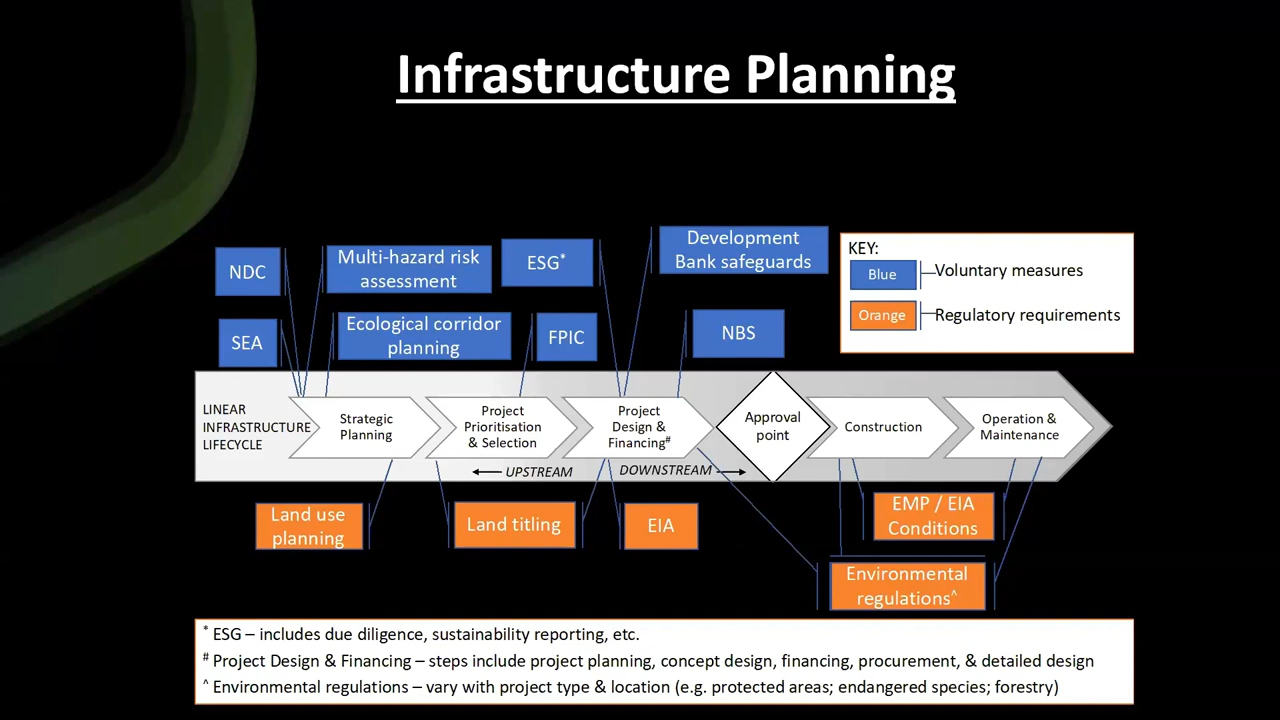 Infrastructure Planning
NDC
Multi-hazard risk
assessment
ESG*
Development
Bank safeguards
KEY:
Blue
Voluntary measures
Orange
Regulatory requirements
SEA
Ecological corridor
planning
FPIC
NBS
LINEAR
INFRASTRUCTURE
LIFECYCLE
Strategic
Planning
Project
Prioritisation
& Selection
Project
Design &
Financing#
Approval
point
Construction
Operation &
Maintenance
UPSTREAM
DOWNSTREAM
Land use
planning
Land titling
EIA
EMP / EIA
Conditions
Environmental
regulations^
* ESG – includes due diligence, sustainability reporting, etc.
# Project Design & Financing – steps include project planning, concept design, financing, procurement, & detailed design
^ Environmental regulations – vary with project type & location (e.g. protected areas; endangered species; forestry)